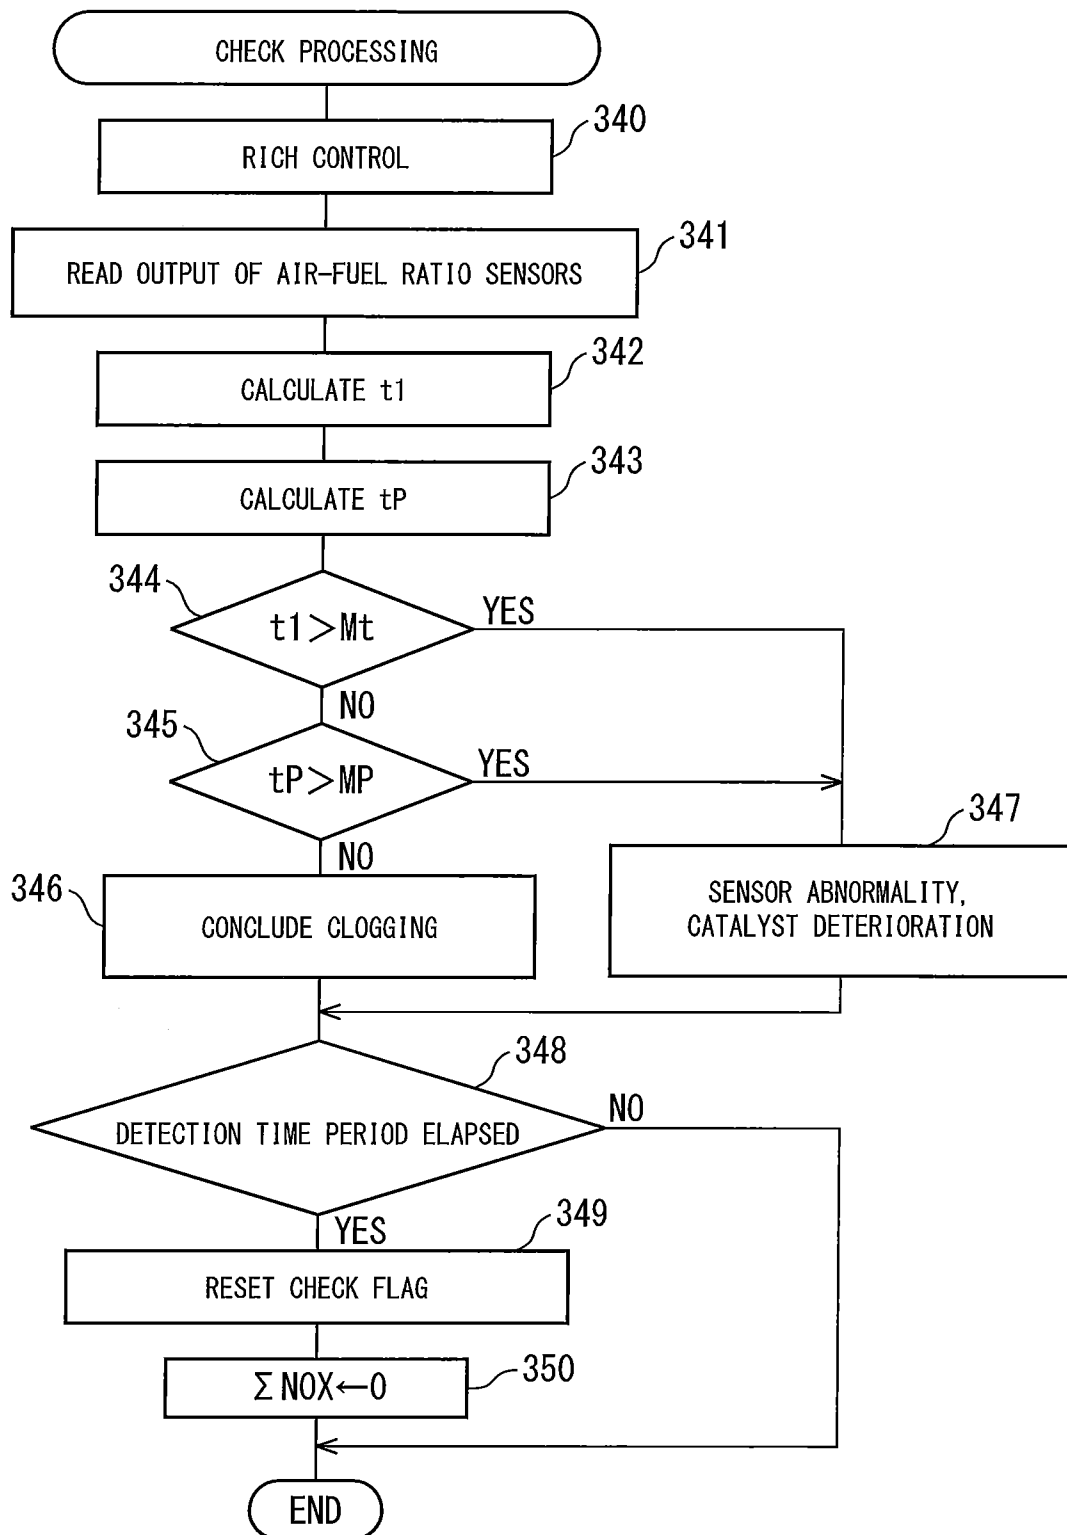 CHECK PROCESSING
340
RICH CONTROL
341
READ OUTPUT OF AIR-FUEL RATIO SENSORS
342
CALCULATE t1
343
CALCULATE tP
344
t1>Mt
YES
NO
345
tP>MP
YES
NO
346
CONCLUDE CLOGGING
347
SENSOR ABNORMALITY,
CATALYST DETERIORATION
348
DETECTION TIME PERIOD ELAPSED
NO
YES
349
RESET CHECK FLAG
350
ΣNOX←0
END